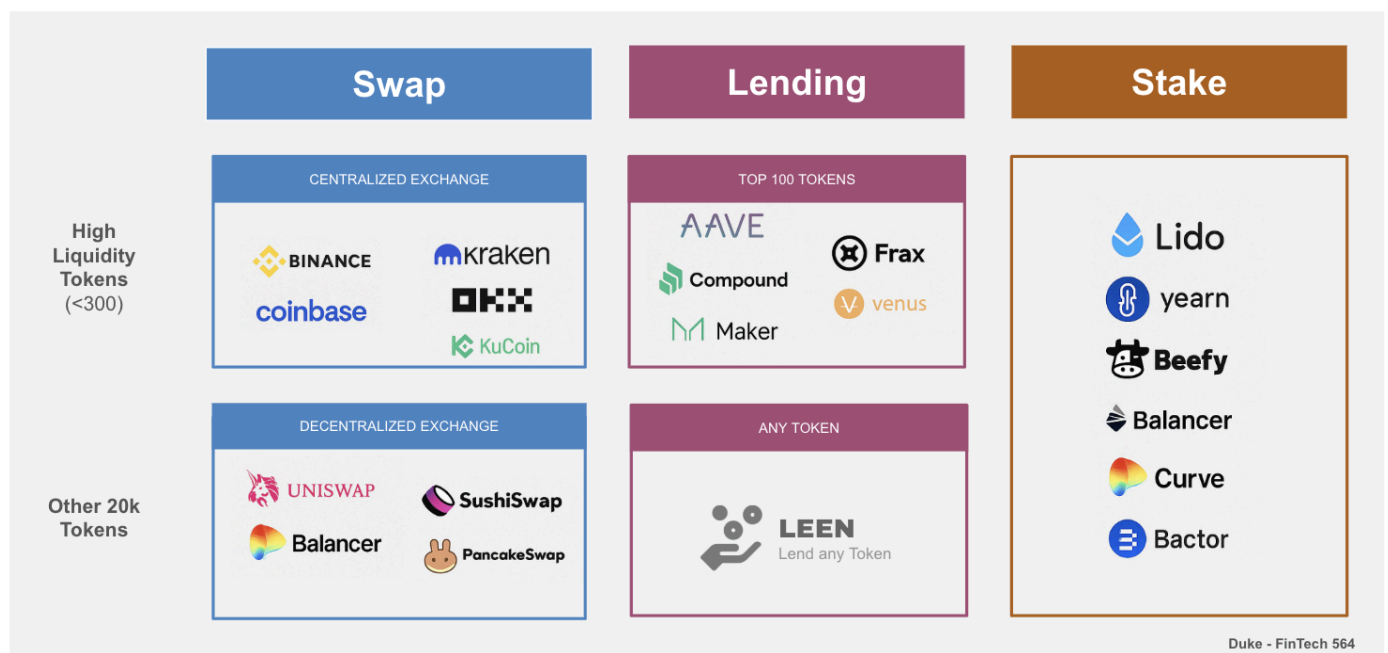 Swap
Lending
Stake
High
Liquidity
Tokens
(<300)
CENTRALIZED EXCHANGE
BINANCE
kraken
coinbase
OKX
KuCoin
TOP 100 TOKENS
AAVE
Frax
Compound
venus
Maker
Lido
yearn
Beefy
Balancer
Curve
Bactor
Other 20k
Tokens
DECENTRALIZED EXCHANGE
UNISWAP
SushiSwap
Balancer
PancakeSwap
ANY TOKEN
LEEN
Lend any Token
Duke - FinTech 564